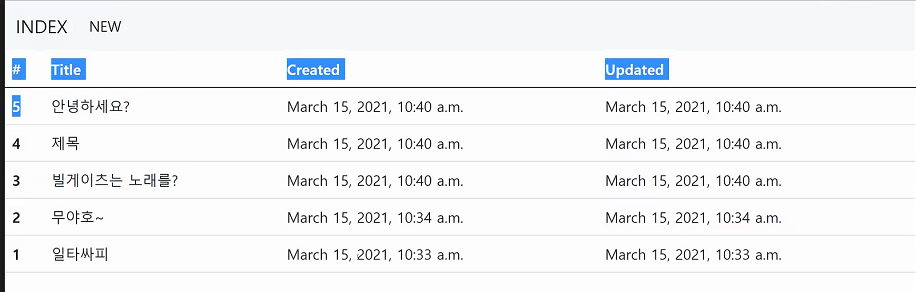 INDEX NEW
# Title Created Updated
5 안녕하세요? March 15, 2021, 10:40 a.m. March 15, 2021, 10:40 a.m.
4 제목 March 15, 2021, 10:40 a.m. March 15, 2021, 10:40 a.m.
3 빌게이츠는 노래를? March 15, 2021, 10:40 a.m. March 15, 2021, 10:40 a.m.
2 무야호~ March 15, 2021, 10:34 a.m. March 15, 2021, 10:34 a.m.
1 일타싸피 March 15, 2021, 10:33 a.m. March 15, 2021, 10:33 a.m.